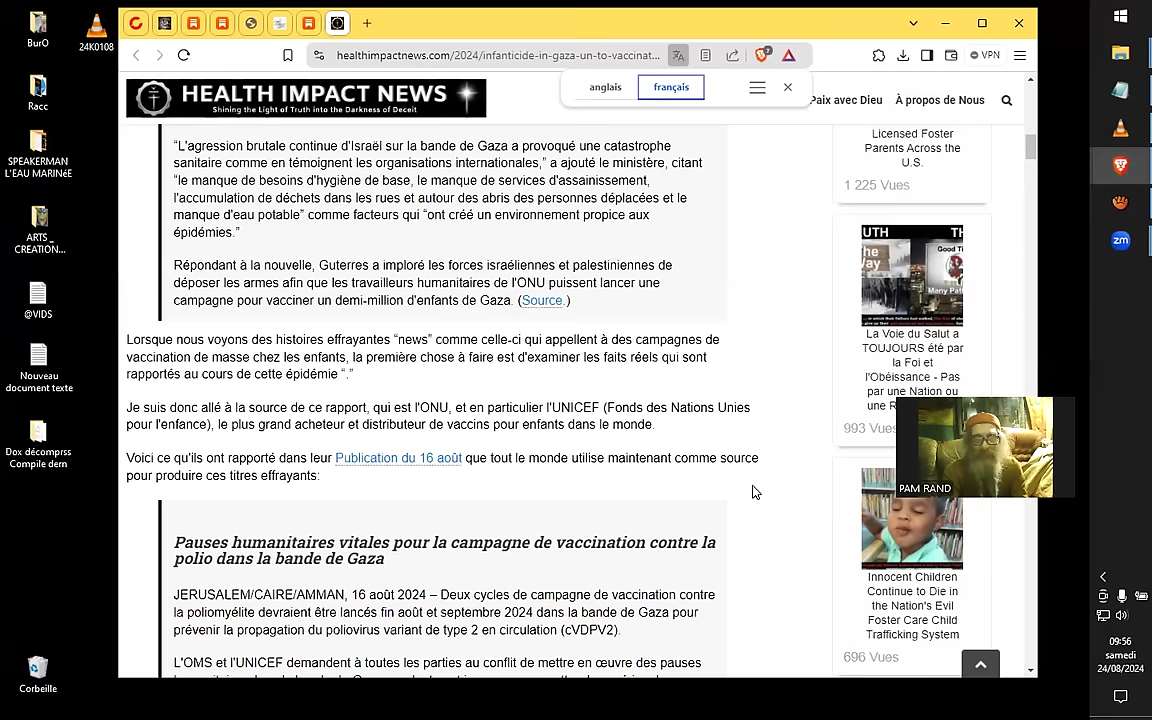 BurO
24K0108
Racc
SPEAKERMAN
L'EAU MARINéE
ARTS _
CREATION...
@VIDS
Nouveau
document texte
Dox décomprss
Compile dern
Corbeille
healthimpactnews.com/2024/infanticide-in-gaza-un-to-vaccinat...
VPN
anglais
français
HEALTH IMPACT NEWS
Shining the Light of Truth into the Darkness of Deceit
Paix avec Dieu
À propos de Nous
“L'agression brutale continue d'Israël sur la bande de Gaza a provoqué une catastrophe
sanitaire comme en témoignent les organisations internationales,” a ajouté le ministère, citant
“le manque de besoins d'hygiène de base, le manque de services d'assainissement,
l'accumulation de déchets dans les rues et autour des abris des personnes déplacées et le
manque d'eau potable” comme facteurs qui “ont créé un environnement propice aux
épidémies.”
Répondant à la nouvelle, Guterres a imploré les forces israéliennes et palestiniennes de
déposer les armes afin que les travailleurs humanitaires de l'ONU puissent lancer une
campagne pour vacciner un demi-million d'enfants de Gaza. (Source.)
Lorsque nous voyons des histoires effrayantes “news” comme celle-ci qui appellent à des campagnes de
vaccination de masse chez les enfants, la première chose à faire est d'examiner les faits réels qui sont
rapportés au cours de cette épidémie “.”
Je suis donc allé à la source de ce rapport, qui est l'ONU, et en particulier l'UNICEF (Fonds des Nations Unies
pour l'enfance), le plus grand acheteur et distributeur de vaccins pour enfants dans le monde.
Voici ce qu'ils ont rapporté dans leur Publication du 16 août que tout le monde utilise maintenant comme source
pour produire ces titres effrayants:
Pauses humanitaires vitales pour la campagne de vaccination contre la
polio dans la bande de Gaza
JERUSALEM/CAIRE/AMMAN, 16 août 2024 – Deux cycles de campagne de vaccination contre
la poliomyélite devraient être lancés fin août et septembre 2024 dans la bande de Gaza pour
prévenir la propagation du poliovirus variant de type 2 en circulation (cVDPV2).
L'OMS et l'UNICEF demandent à toutes les parties au conflit de mettre en œuvre des pauses
Licensed Foster
Parents Across the
U.S.
1 225 Vues
UTH
TH
the
Way
Good Ti
Many Pat
La Voie du Salut a
TOUJOURS été par
la Foi et
l'Obéissance - Pas
par une Nation ou
une R
993 Vues
PAM RAND
Innocent Children
Continue to Die in
the Nation's Evil
Foster Care Child
Trafficking System
696 Vues
zm
09:56
samedi
24/08/2024